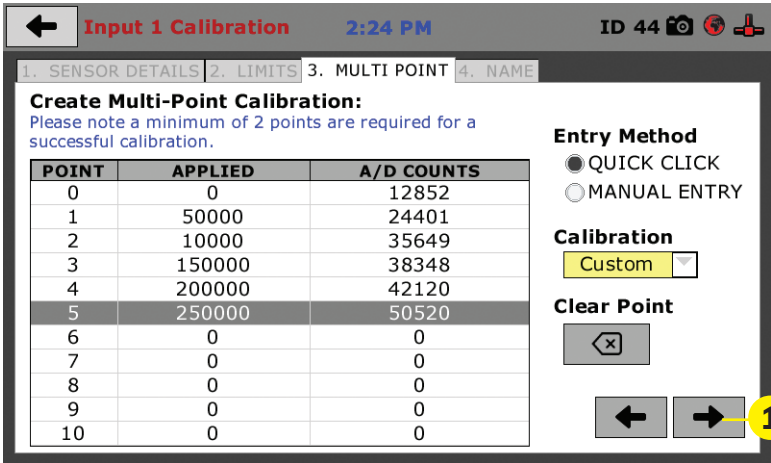 Input 1 Calibration 2:24 PM ID 44
1. SENSOR DETAILS 2. LIMITS 3. MULTI POINT 4. NAME
Create Multi-Point Calibration:
Please note a minimum of 2 points are required for a
successful calibration.
POINT APPLIED A/D COUNTS
0 0 12852
1 50000 24401
2 10000 35649
3 150000 38348
4 200000 42120
5 250000 50520
6 0 0
7 0 0
8 0 0
9 0 0
10 0 0
Entry Method
QUICK CLICK
MANUAL ENTRY
Calibration
Custom
Clear Point
1